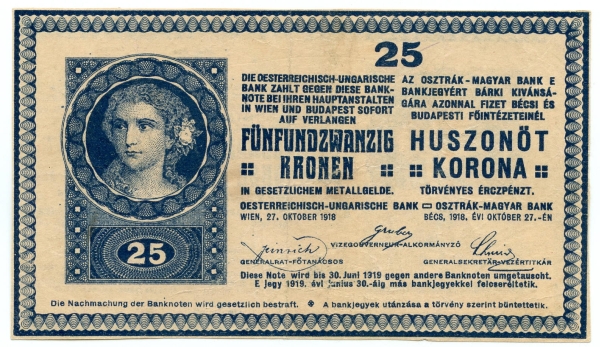 25
DIE OESTERREICHISCH-UNGARISCHE
BANK ZAHLT GEGEN DIESE BANK-
NOTE BEI IHREN HAUPTANSTALTEN
IN WIEN UND BUDAPEST SOFORT
AUF VERLANGEN
FÜNFUNDZWANZIG
KRONEN
IN GESETZLICHEM METALLGELDE.
OESTERREICHISCH-UNGARISCHE BANK
WIEN, 27. OKTOBER 1918
AZ OSZTRÁK-MAGYAR BANK E
BANKJEGYÉRT BÁRKI KIVÁNSÁ-
GÁRA AZONNAL FIZET BÉCSI ÉS
BUDAPESTI FŐINTÉZETEINÉL
HUSZONÖT
KORONA
TÖRVÉNYES ÉRCZPÉNZT.
OSZTRÁK-MAGYAR BANK
BÉCS, 1918. ÉVI OKTÓBER 27.-ÉN
Gruber
VIZEGOUVERNEUR-ALKORMÁNYZÓ
GENERALRAT-FŐTANÁCSOS
GENERALSEKRETÄR-VEZÉRTITKÁR
25
Diese Note wird bis 30. Juni 1919 gegen andere Banknoten umgetauscht.
E jegy 1919. évi junius 30.-áig más bankjegyekkel felcseréltetik.
Die Nachmachung der Banknoten wird gesetzlich bestraft. A bankjegyek utánzása a törvény szerint büntettetik.